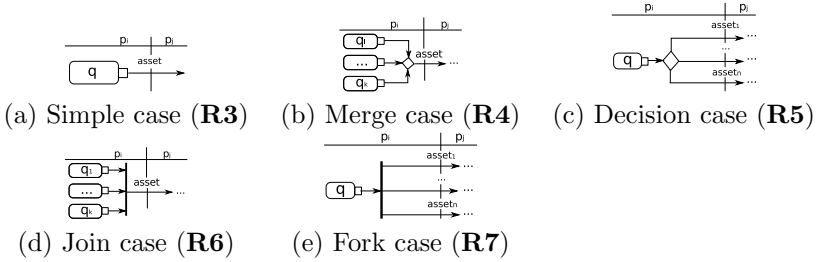 pi pj
q asset
(a) Simple case (R3)
pi pj
q1
... asset ...
qk
(b) Merge case (R4)
pi pj
asset1 ...
...
q ...
assetn ...
(c) Decision case (R5)
pi pj
q1
... asset ...
qk
(d) Join case (R6)
pi pj
asset1 ...
...
q ...
assetn ...
(e) Fork case (R7)